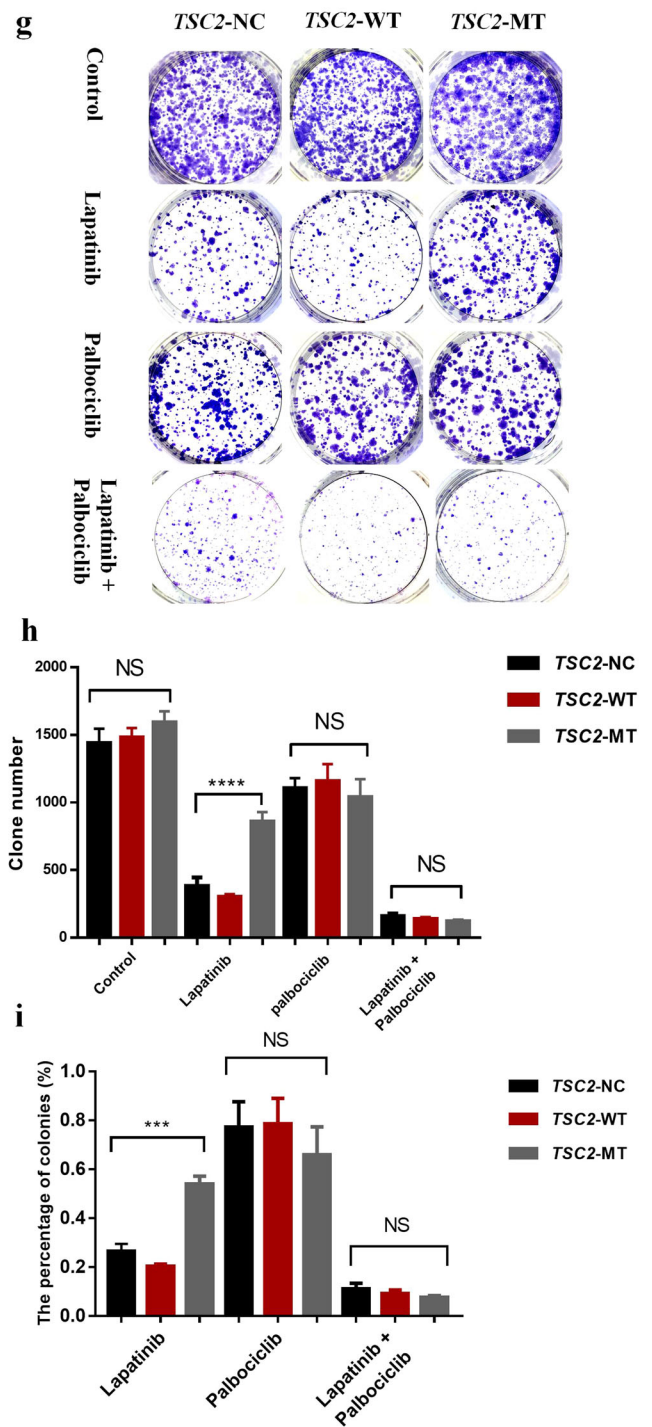 g
TSC2-NC TSC2-WT TSC2-MT
Control
Lapatinib
Palbociclib
Lapatinib +
Palbociclib
h
Clone number
2000
1500
1000
500
0
NS
****
NS
NS
Control
Lapatinib
palbociclib
Lapatinib +
Palbociclib
TSC2-NC
TSC2-WT
TSC2-MT
i
The percentage of colonies (%)
1.0
0.8
0.6
0.4
0.2
0.0
***
NS
NS
Lapatinib
Palbociclib
Lapatinib +
Palbociclib
TSC2-NC
TSC2-WT
TSC2-MT